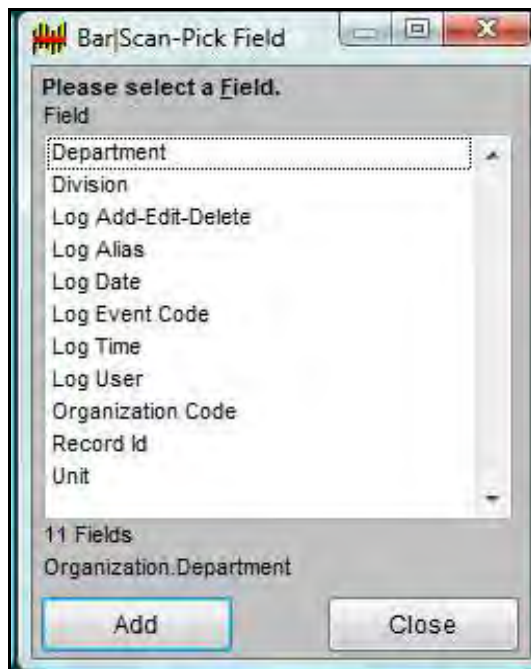 Bar|Scan-Pick Field
Please select a Field.
Field
Department
Division
Log Add-Edit-Delete
Log Alias
Log Date
Log Event Code
Log Time
Log User
Organization Code
Record Id
Unit
11 Fields
Organization.Department
Add Close